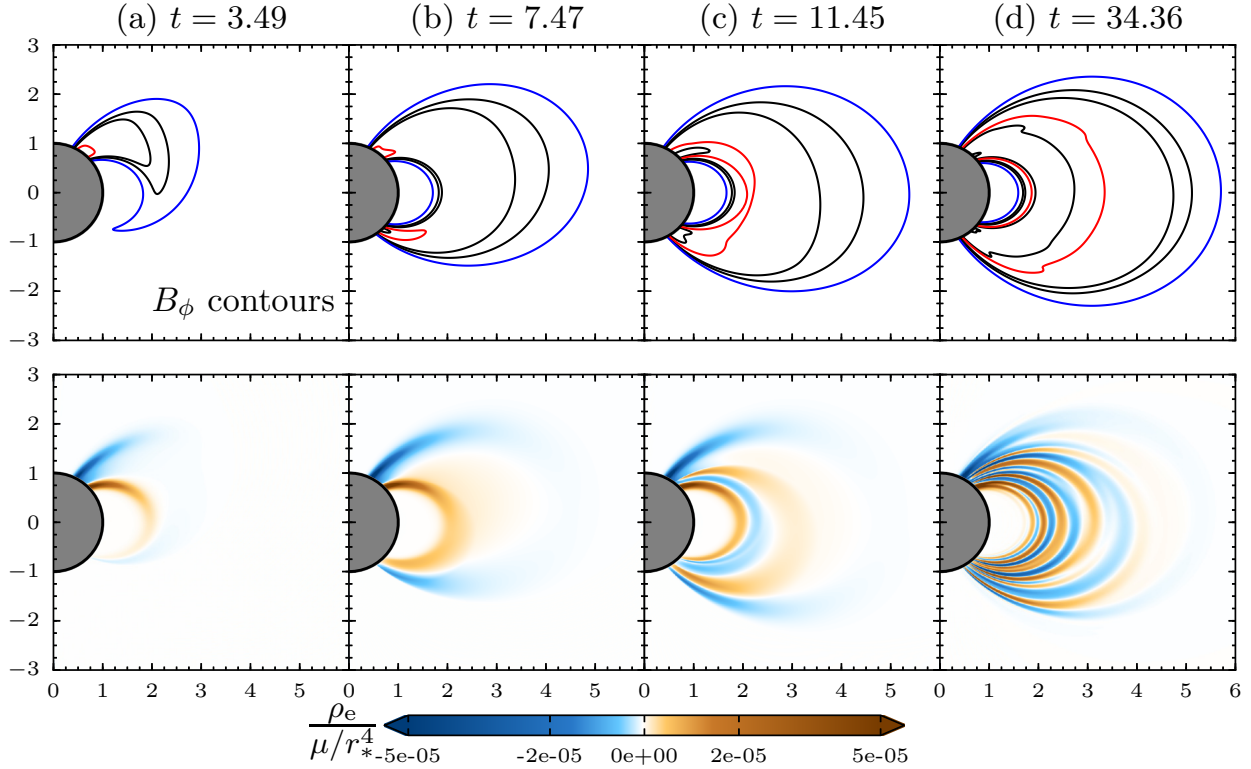 (a) t = 3.49 (b) t = 7.47 (c) t = 11.45 (d) t = 34.36
3
2
1
0
−1
−2
−3
B_ϕ contours
3
2
1
0
−1
−2
−3
0 1 2 3 4 5 0 1 2 3 4 5 0 1 2 3 4 5 0 1 2 3 4 5 6
ρ_e
μ/r_*^4
-5e-05 -2e-05 0e+00 2e-05 5e-05